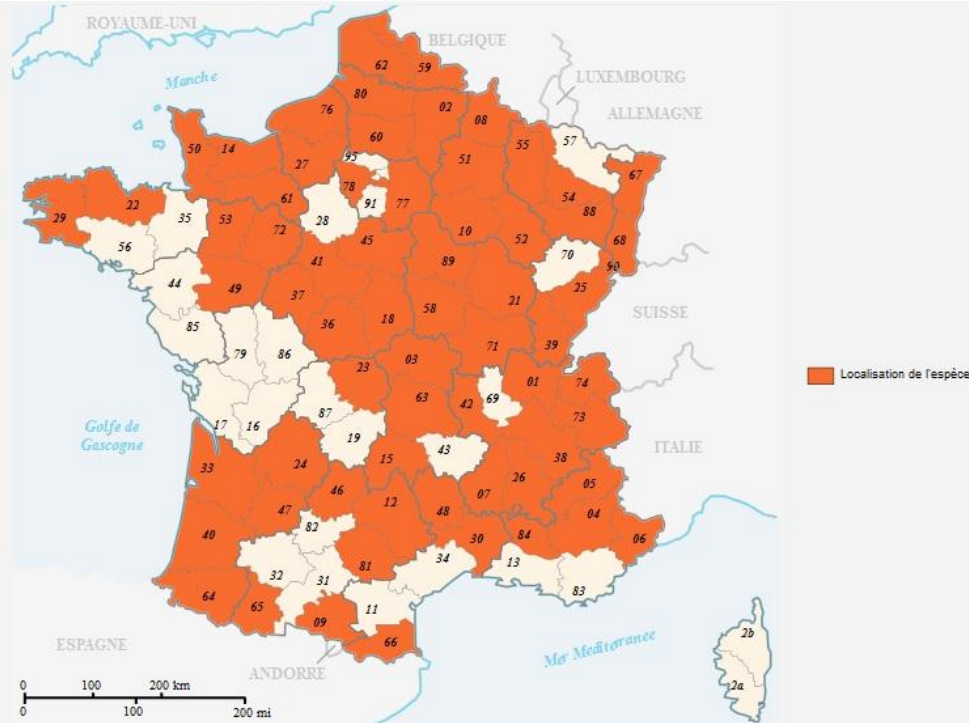 ROYAUME-UNI
BELGIQUE
LUXEMBOURG
ALLEMAGNE
Manche
62 59
80 02 08
76 60
57
50 14 95 51 55 67
27 78 54
91 77 88
61
29 22 35 53 28
72 45 10 52 68
56 41 89 70 90
25
44 49 37 21
58
18
36 SUISSE
85 71 39
79 86 03
23 01 74
63 42 69 73
Localisation de l'espèce
87
17 16 19
Golfe de
Gascogne
43 38 ITALIE
33 24 15 26 05
46 07
47 12 48 04
40 82 30 84 06
34 13
32 31 81 83
64 65 11
09
66
2b
2a
ESPAGNE
ANDORRE
Mer Mediterranee
0 100 200 km
0 100 200 mi